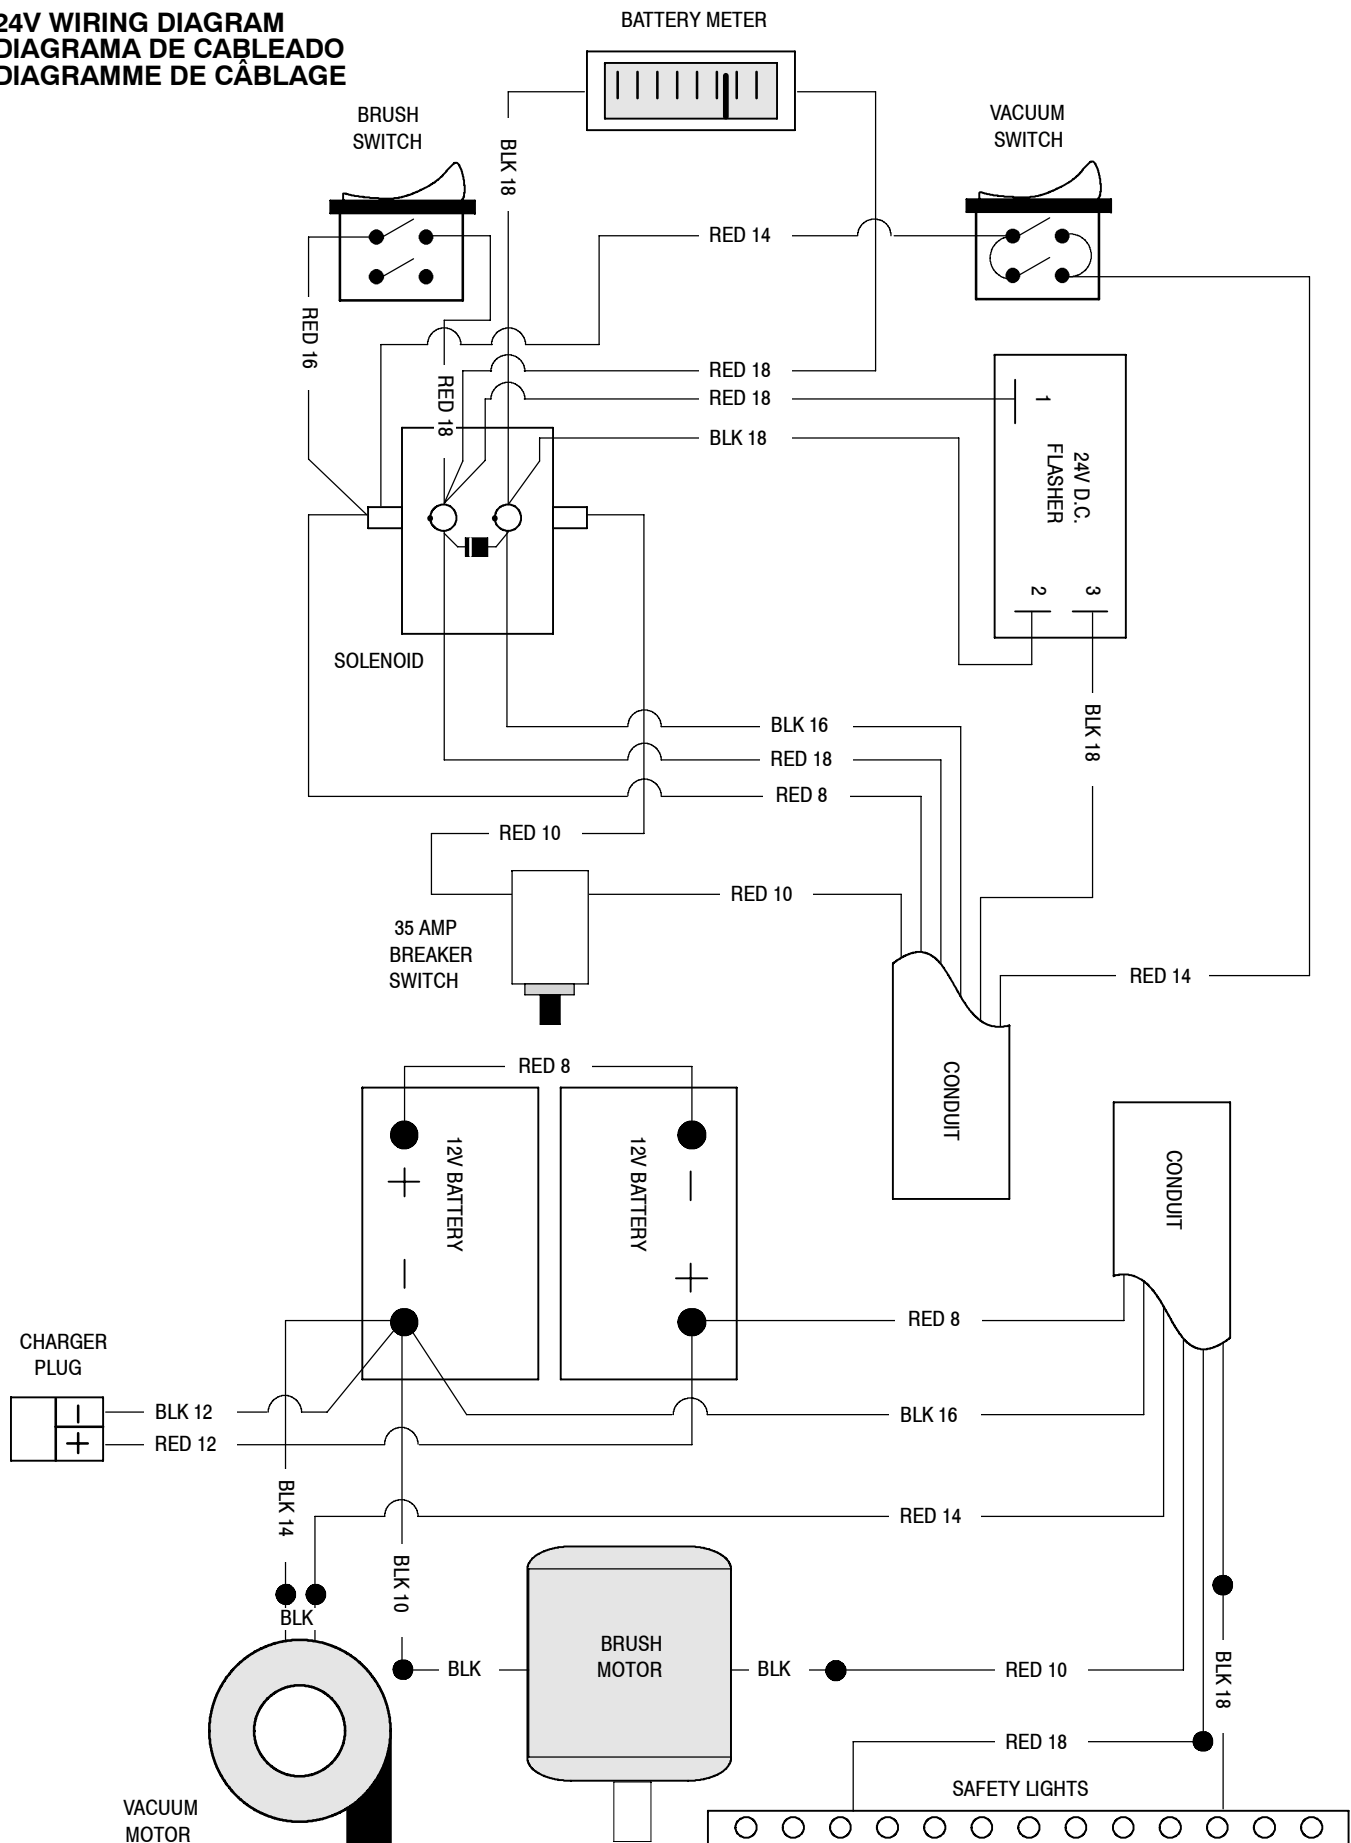 24V WIRING DIAGRAM
DIAGRAMA DE CABLEADO
DIAGRAMME DE CÂBLAGE
BATTERY METER
BRUSH
SWITCH
VACUUM
SWITCH
BLK 18
RED 14
RED 16
RED 18
RED 18
RED 18
BLK 18
1
24V D.C.
FLASHER
2
3
SOLENOID
BLK 16
RED 18
RED 8
BLK 18
RED 10
RED 10
35 AMP
BREAKER
SWITCH
RED 14
RED 8
CONDUIT
12V BATTERY
+
−
12V BATTERY
−
+
CONDUIT
RED 8
CHARGER
PLUG
−
+
BLK 12
RED 12
BLK 16
BLK 14
RED 14
BLK 10
BLK
BRUSH
MOTOR
BLK
BLK
RED 10
BLK 18
RED 18
SAFETY LIGHTS
VACUUM
MOTOR